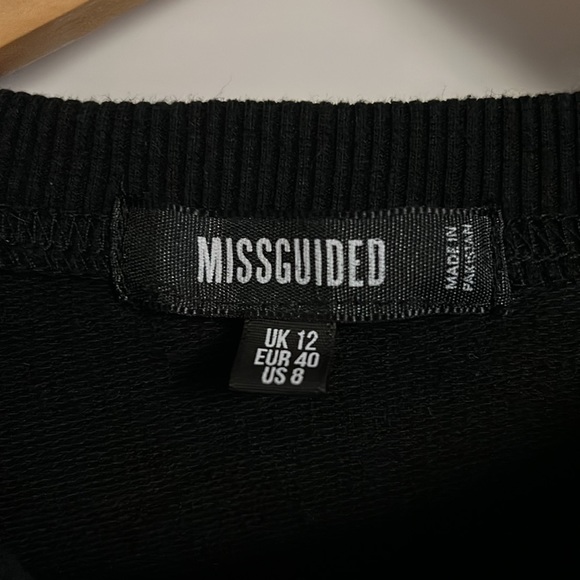 MISSGUIDED
MADE IN
PAKISTAN
UK 12
EUR 40
US 8